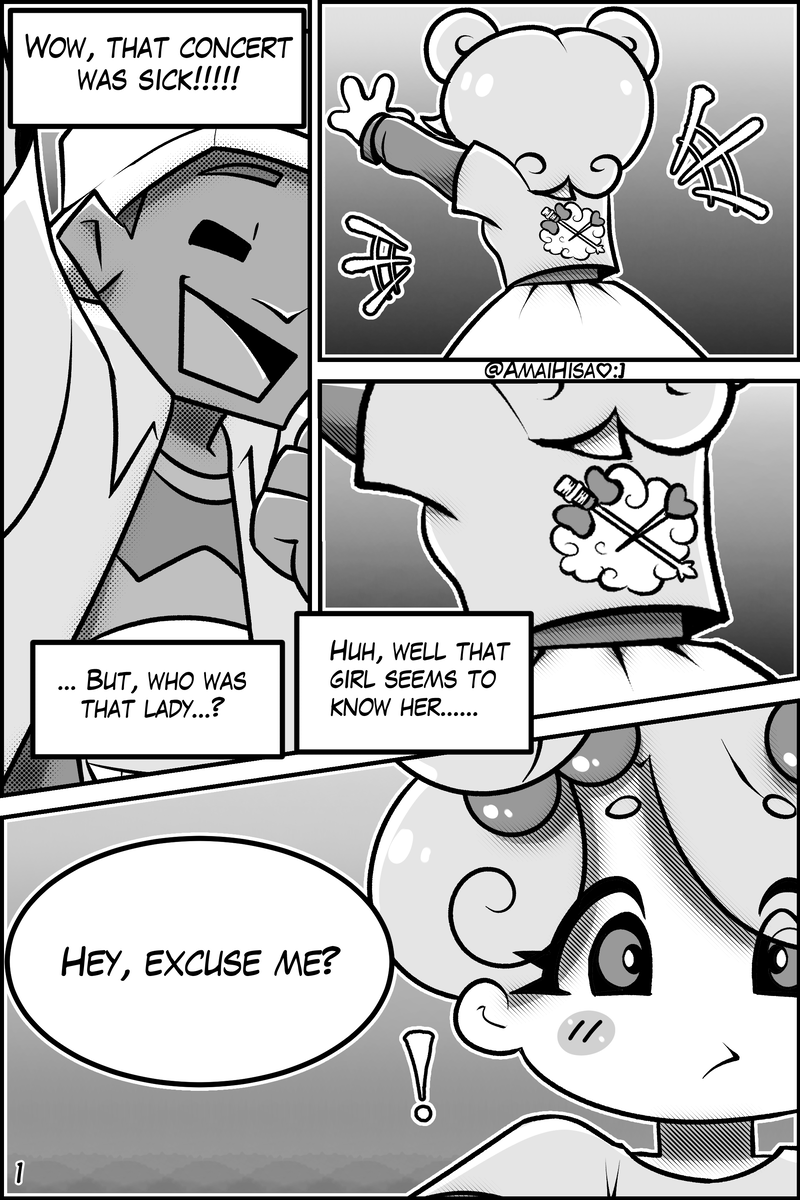 Wow, that concert
was sick!!!!!
@AmaiHisa♡:]
... But, who was
that lady...?
Huh, well that
girl seems to
know her......
Hey, excuse me?
!
1